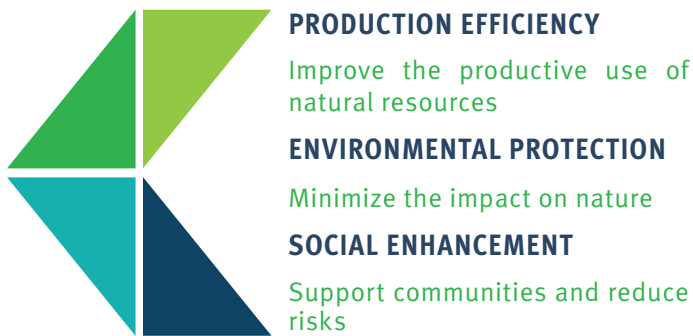 PRODUCTION EFFICIENCY
Improve the productive use of
natural resources
ENVIRONMENTAL PROTECTION
Minimize the impact on nature
SOCIAL ENHANCEMENT
Support communities and reduce
risks